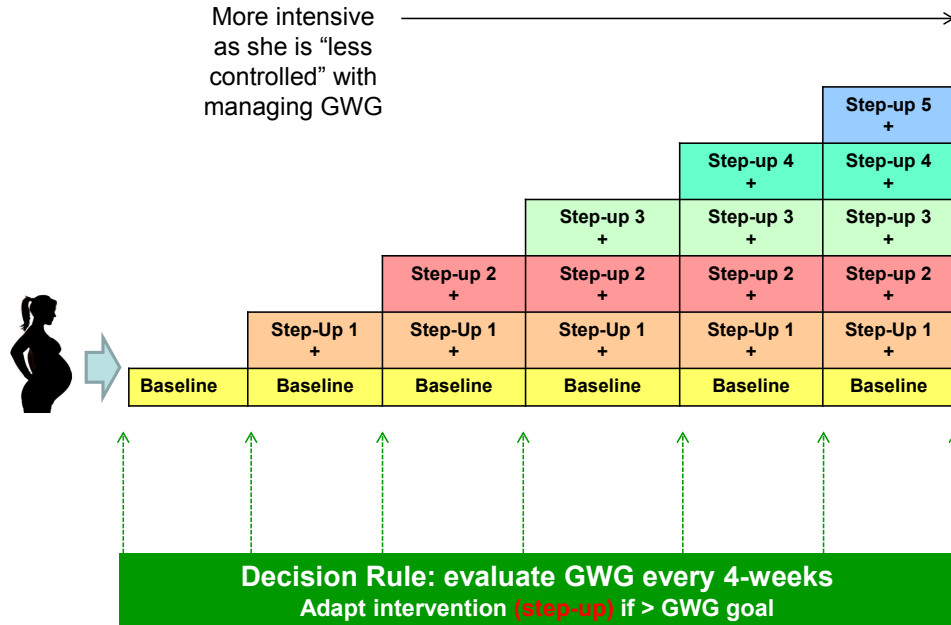 More intensive
as she is “less
controlled” with
managing GWG
Step-up 5
+
Step-up 4
+
Step-up 4
+
Step-up 3
+
Step-up 3
+
Step-up 3
+
Step-up 2
+
Step-up 2
+
Step-up 2
+
Step-up 2
+
Step-Up 1
+
Step-Up 1
+
Step-Up 1
+
Step-Up 1
+
Step-Up 1
+
Baseline
Baseline
Baseline
Baseline
Baseline
Baseline
Decision Rule: evaluate GWG every 4-weeks
Adapt intervention (step-up) if > GWG goal